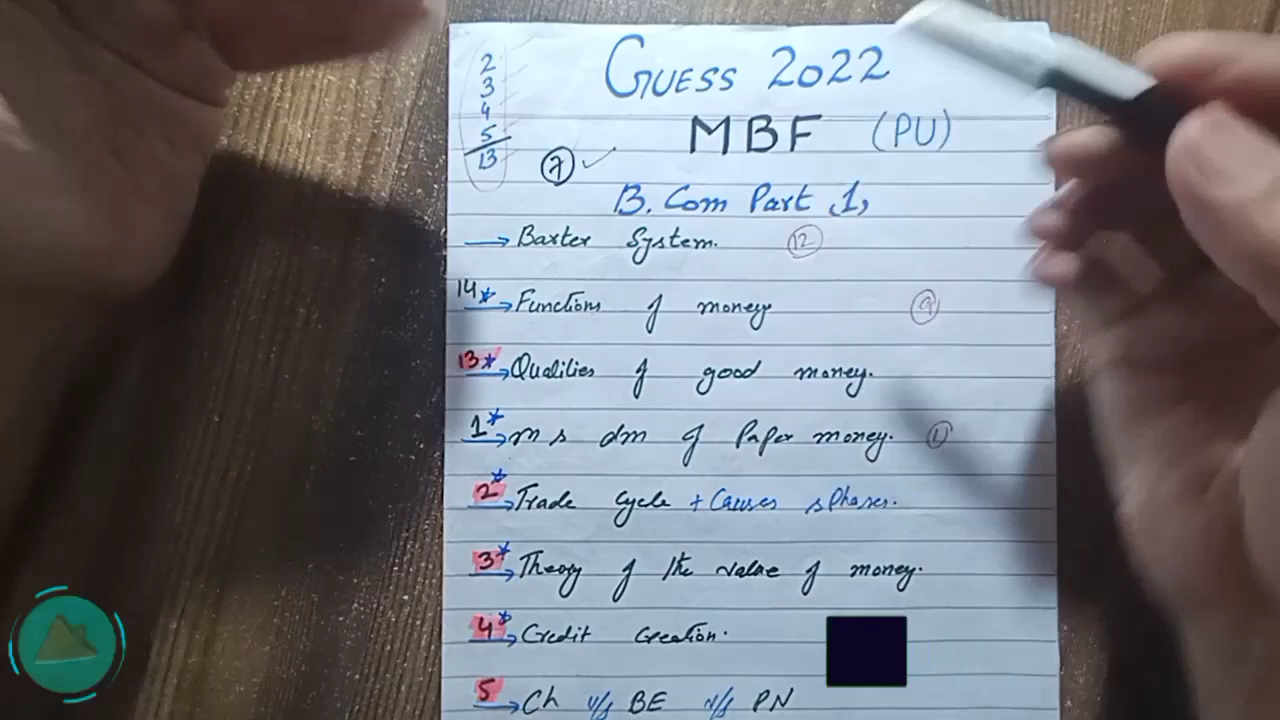 2
3
4
5
13
GUESS 2022
MBF (PU)
7
B. Com Part 1,
Barter System. 12
14* Functions of money 9
13* Qualities of good money.
1* m s dm of Paper money.
2* Trade Cycle + Causes s Phases.
3* Theory of the value of money.
4* Credit Creation.
5 Ch v/s BE v/s PN